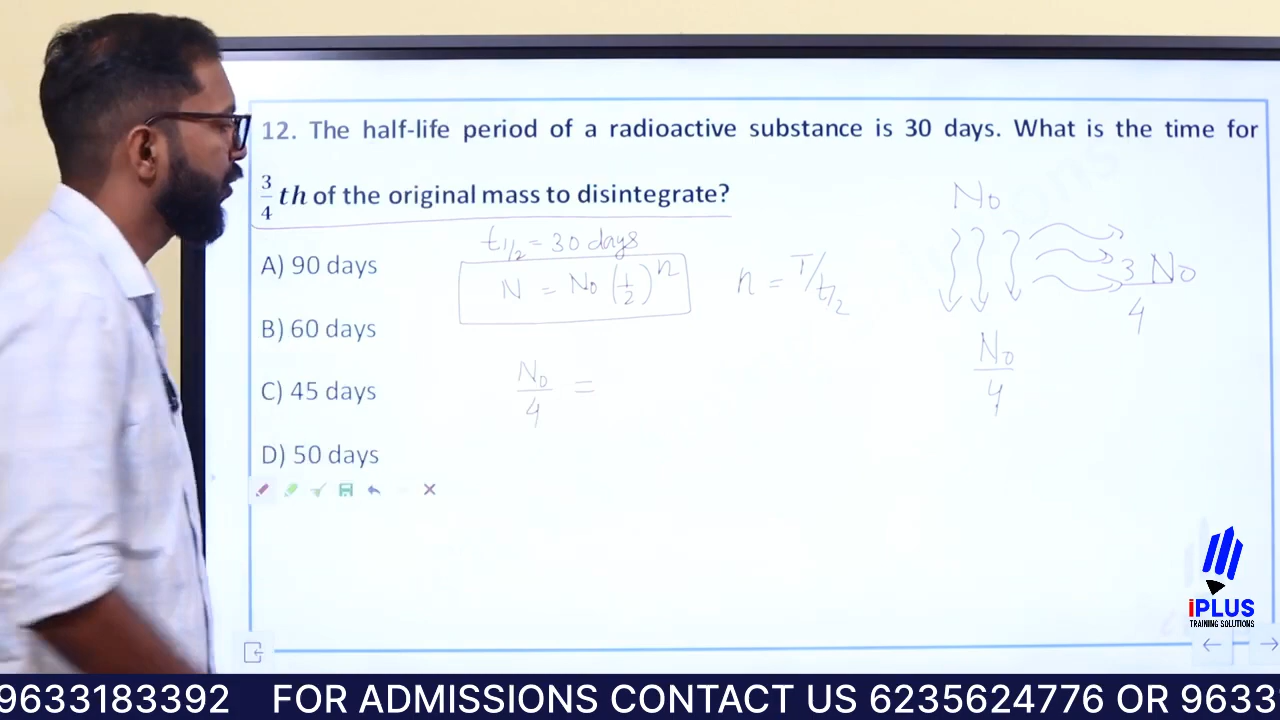 12. The half-life period of a radioactive substance is 30 days. What is the time for
3/4 th of the original mass to disintegrate?
A) 90 days
B) 60 days
C) 45 days
D) 50 days
t1/2 = 30 days
N = N0 (1/2)^n
n = T/t1/2
N0/4 =
N0
3 N0/4
N0/4
iPLUS
TRAINING SOLUTIONS
9633183392 FOR ADMISSIONS CONTACT US 6235624776 OR 9633